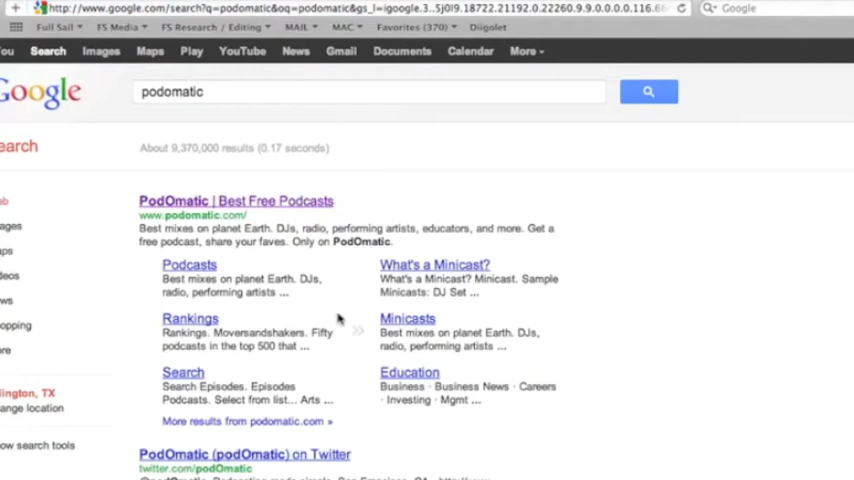 http://www.google.com/search?q=podomatic&oq=podomatic&gs_l=igoogle.3..5j0l9.18722.21192.0.22260.9.9.0.0.0.0.116.66 Google
Full Sail FS Media FS Research / Editing MAIL MAC Favorites (370) Diigolet
You Search Images Maps Play YouTube News Gmail Documents Calendar More
Google podomatic
earch About 9,370,000 results (0.17 seconds)
eb
PodOmatic | Best Free Podcasts
www.podomatic.com/
Best mixes on planet Earth. DJs, radio, performing artists, educators, and more. Get a
free podcast, share your faves. Only on PodOmatic.
ages
aps
deos
ws
opping
ore
Podcasts
Best mixes on planet Earth. DJs,
radio, performing artists ...
What's a Minicast?
What's a Minicast? Minicast. Sample
Minicasts: DJ Set ...
Rankings
Rankings. Moversandshakers. Fifty
podcasts in the top 500 that ...
Minicasts
Best mixes on planet Earth. DJs,
radio, performing artists ...
Search
Search Episodes. Episodes
Podcasts. Select from list... Arts ...
Education
Business · Business News · Careers
· Investing · Mgmt ...
More results from podomatic.com »
lington, TX
ange location
ow search tools
PodOmatic (podOmatic) on Twitter
twitter.com/podOmatic